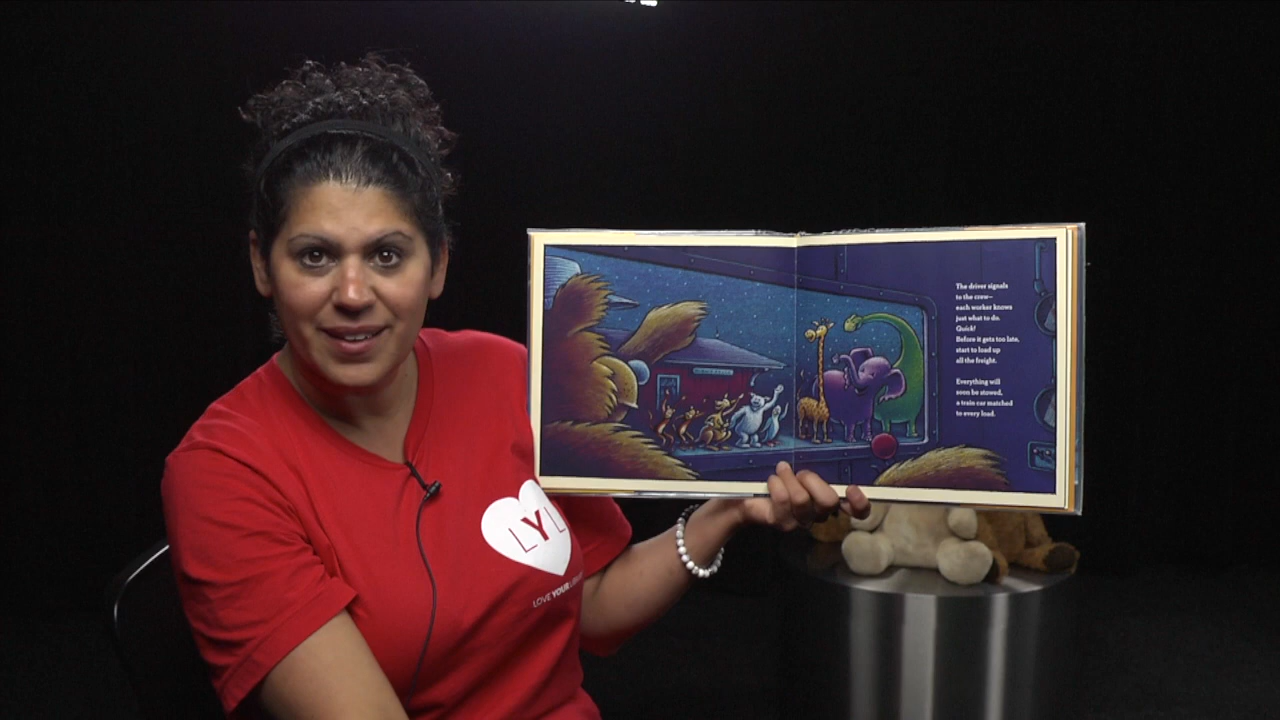 The driver signals
to the crew—
each worker knows
just what to do.
Quick!
Before it gets too late,
start to load up
all the freight.
Everything will
soon be stowed,
a train car matched
to every load.
LYL
LOVE YOUR